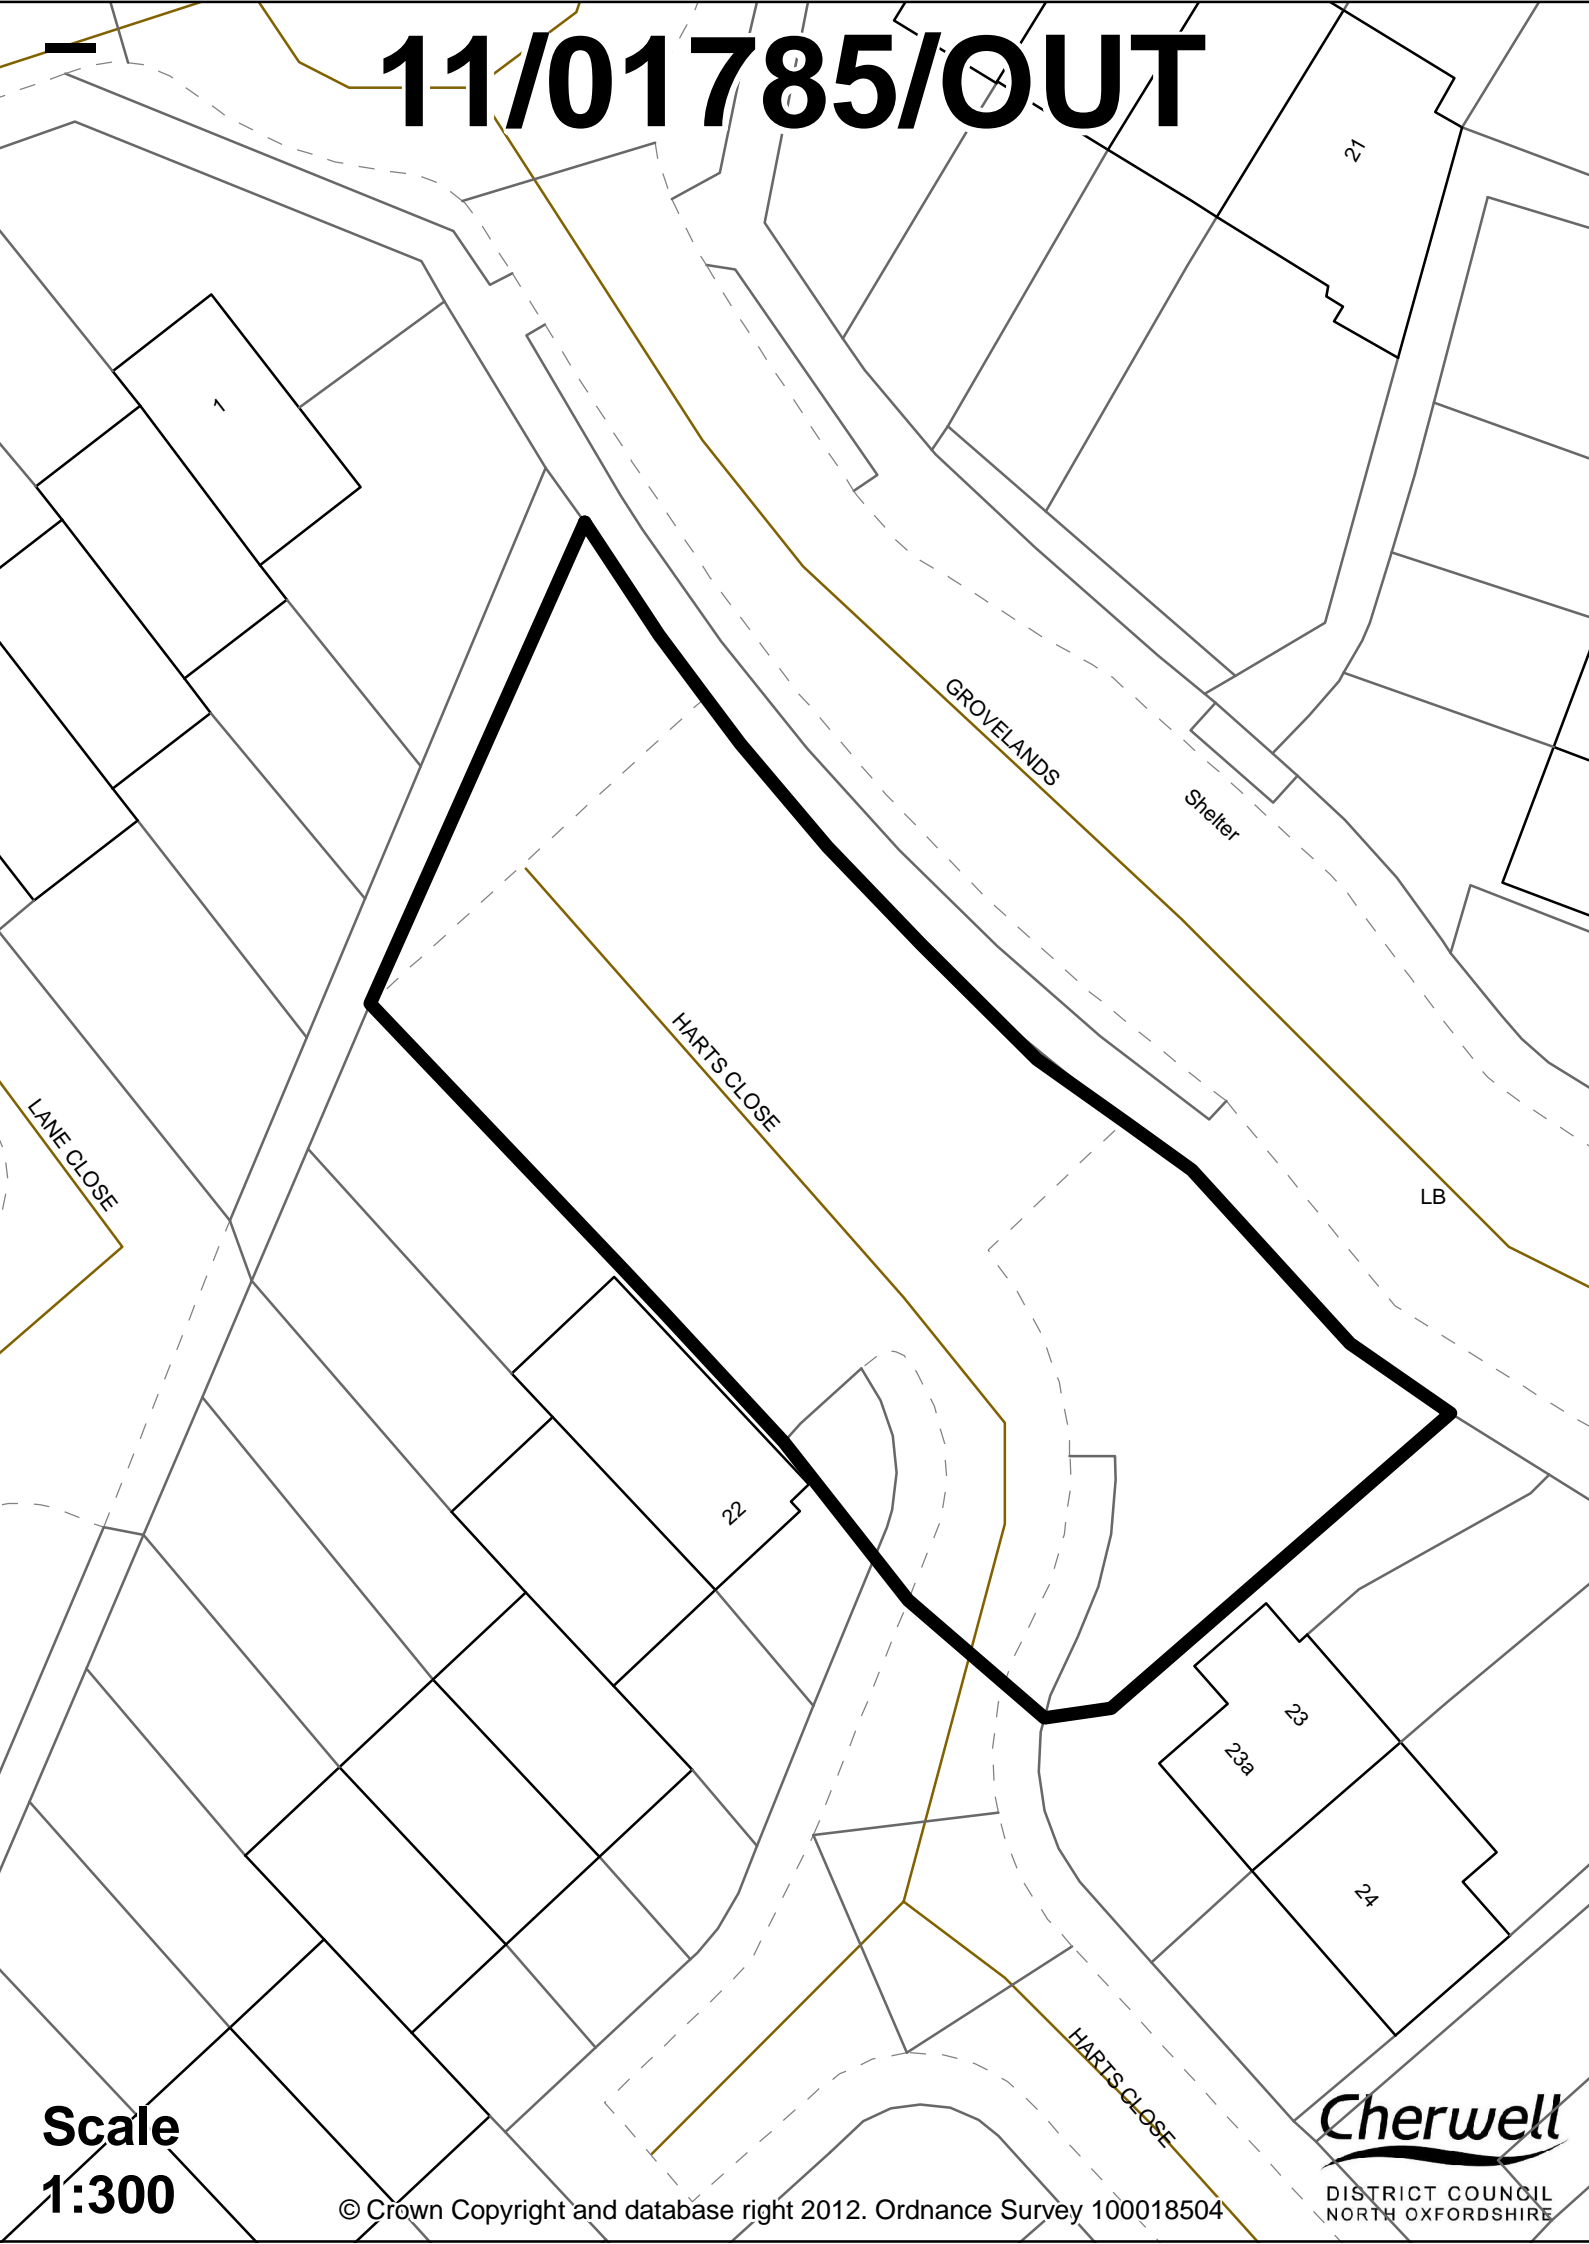 11/01785/OUT
21
1
GROVELANDS
Shelter
HARTS CLOSE
LANE CLOSE
LB
22
23
23a
24
HARTS CLOSE
Scale
1:300
© Crown Copyright and database right 2012. Ordnance Survey 100018504
Cherwell
DISTRICT COUNCIL
NORTH OXFORDSHIRE